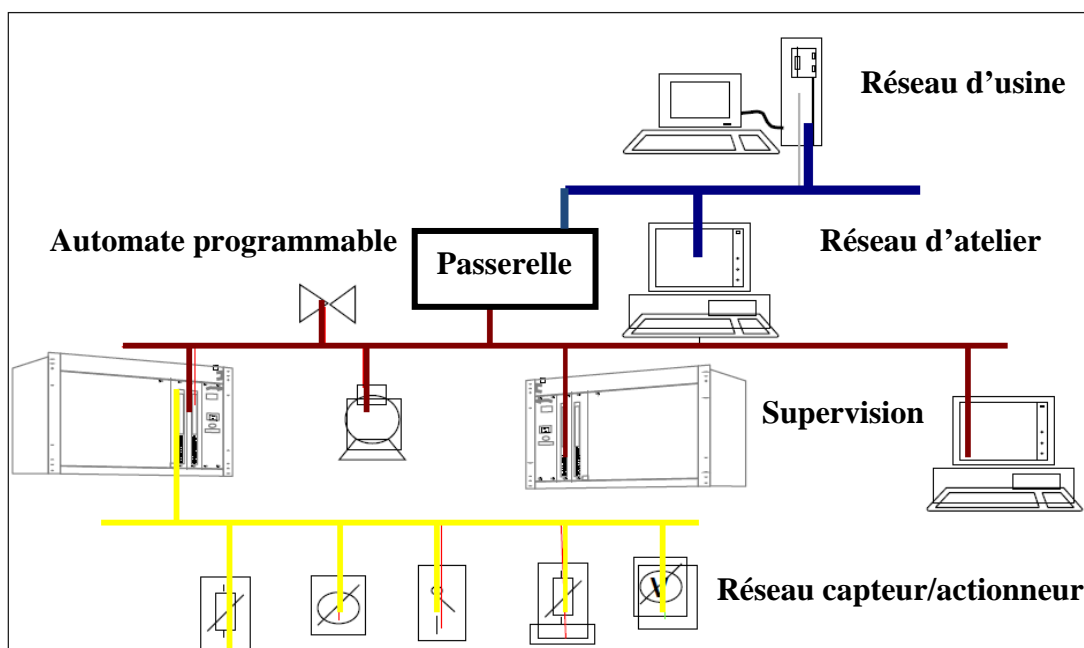 Réseau d'usine
Automate programmable
Passerelle
Réseau d'atelier
Supervision
V
Réseau capteur/actionneur